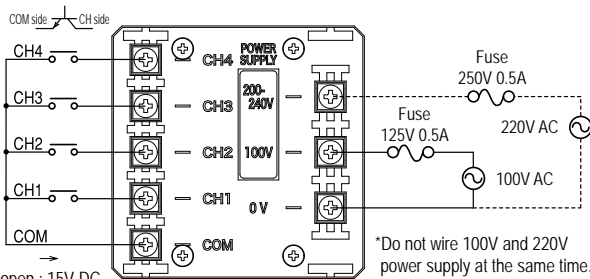 COM side CH side
CH4
CH3
CH2
CH1
COM
open : 15V DC
CH4
CH3
CH2
CH1
COM
POWER
SUPPLY
200-
240V
100V
0 V
Fuse
250V 0.5A
220V AC
Fuse
125V 0.5A
100V AC
*Do not wire 100V and 220V
power supply at the same time.